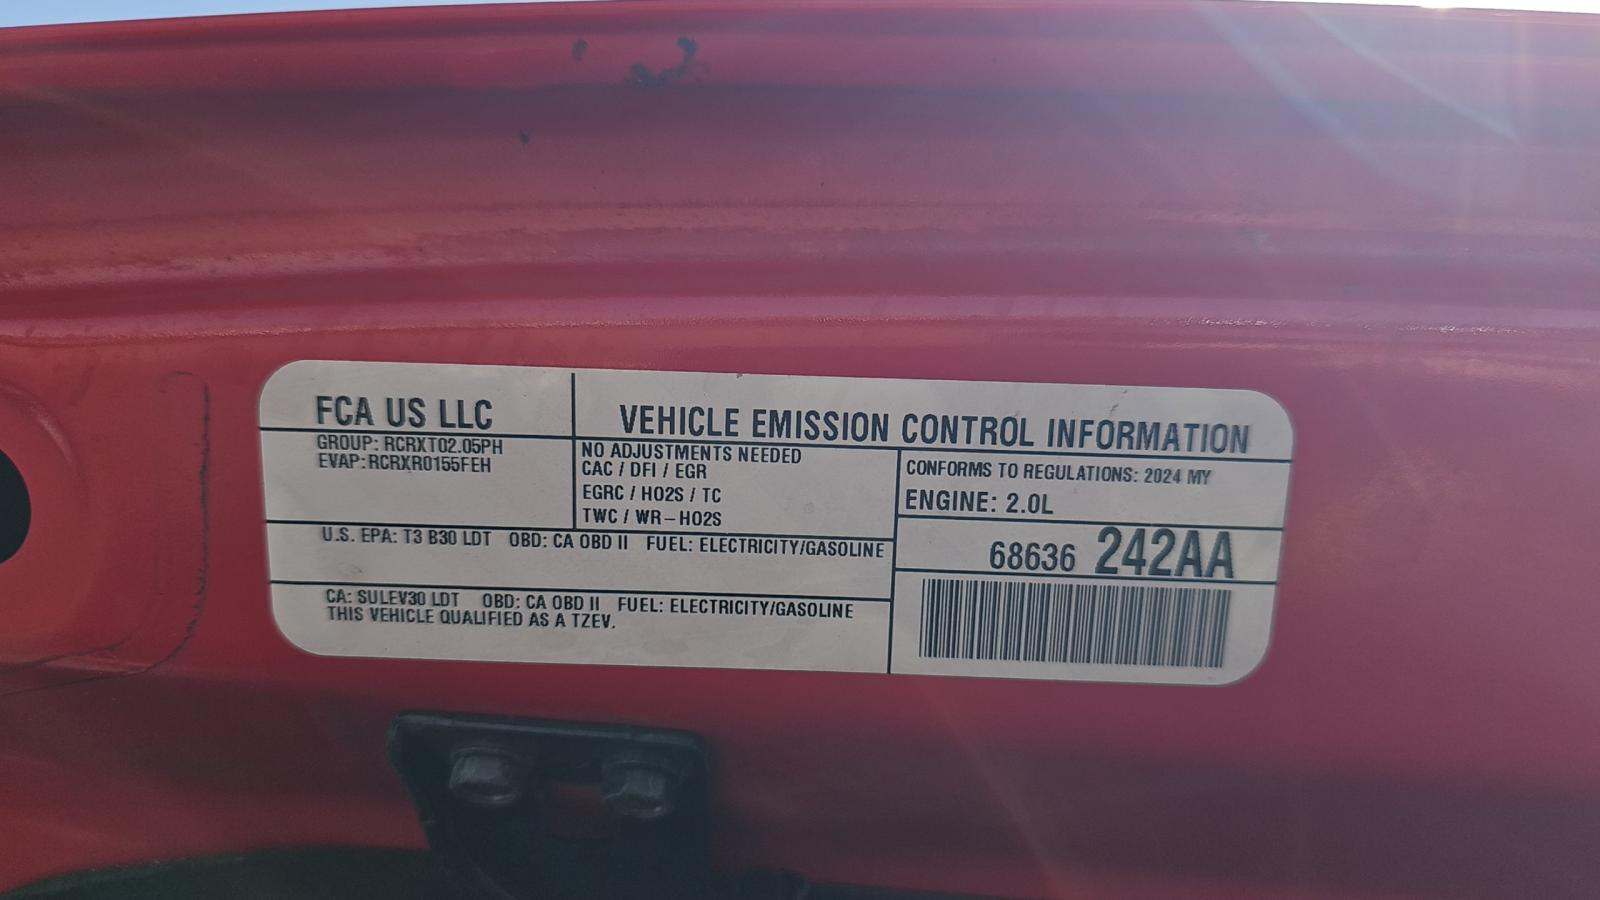 FCA US LLC
VEHICLE EMISSION CONTROL INFORMATION
GROUP: RCRXT02.05PH
EVAP:RCRXR0155FEH
NO ADJUSTMENTS NEEDED
CAC / DFI / EGR
EGRC / HO2S / TC
TWC / WR-HO2S
CONFORMS TO REGULATIONS: 2024 MY
ENGINE: 2.0L
68636 242AA
U.S. EPA: T3 B30 LDT OBD: CA OBD II FUEL: ELECTRICITY/GASOLINE
CA: SULEV30 LDT OBD: CA OBD II FUEL: ELECTRICITY/GASOLINE
THIS VEHICLE QUALIFIED AS A TZEV.